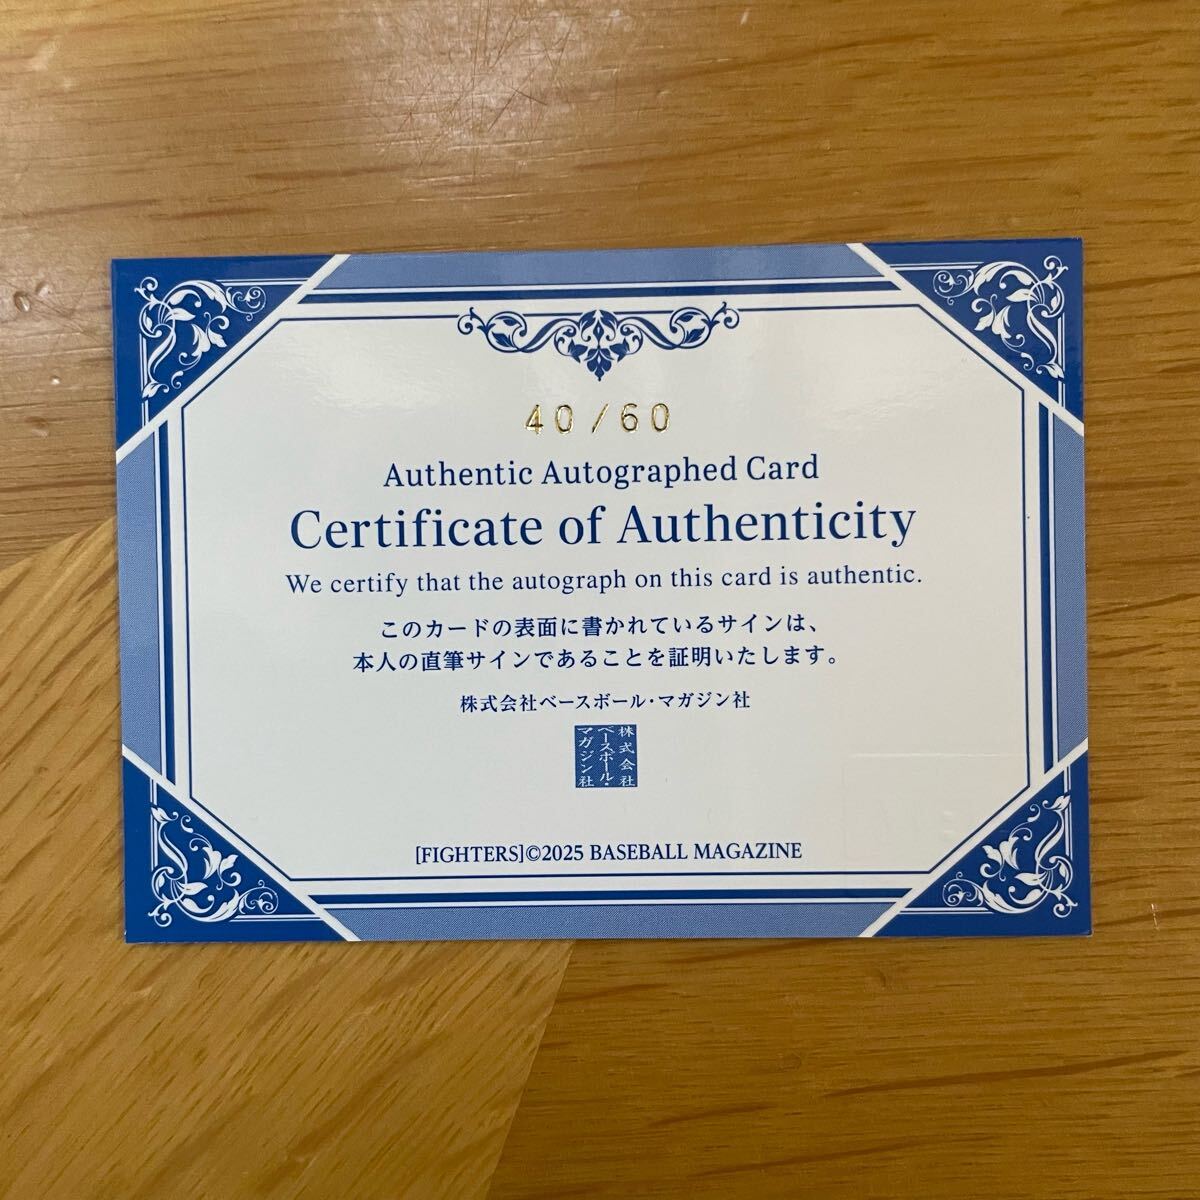 40/60
Authentic Autographed Card
Certificate of Authenticity
We certify that the autograph on this card is authentic.
このカードの表面に書かれているサインは、
本人の直筆サインであることを証明いたします。
株式会社ベースボール・マガジン社
株式会社
ベースボール・
マガジン社
[FIGHTERS]©2025 BASEBALL MAGAZINE